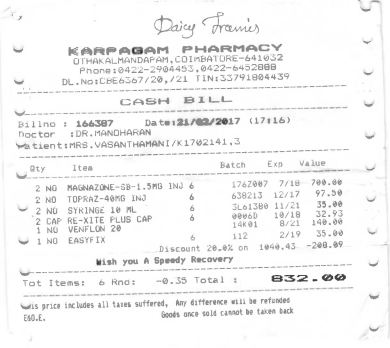 Daisy Framis
KARPAGAM PHARMACY
OTHAKALMANDAPAM,COIMBATORE-641032
Phone:0422-2904453,0422-6452888
DL.No:CBE6367/20,/21 TIN:33791804439
CASH BILL
Billno : 166387 Date:21/02/2017 (17:16)
Doctor :DR.MANOHARAN
Patient:MRS.VASANTHAMANI/K1702141.3
Qty Item Batch Exp Value
2 NO MAGNAZONE-SB-1.5MG INJ 6 176Z007 7/18 700.00
2 NO TOPRAZ-40MG INJ 6 638213 12/17 97.50
2 NO SYRINGE 10 ML 6 3L61380 11/21 35.00
2 CAP RE-XITE PLUS CAP 6 0006D 10/18 32.93
1 NO VENFLON 20 14K01 8/21 140.00
1 NO EASYFIX 6 112 2/19 35.00
Discount 20.0% on 1040.43 -208.09
Wish you A Speedy Recovery
Tot Items: 6 Rnd: -0.35 Total : 832.00
This price includes all taxes suffered, Any difference will be refunded
E&O.E. Goods once sold cannot be taken back